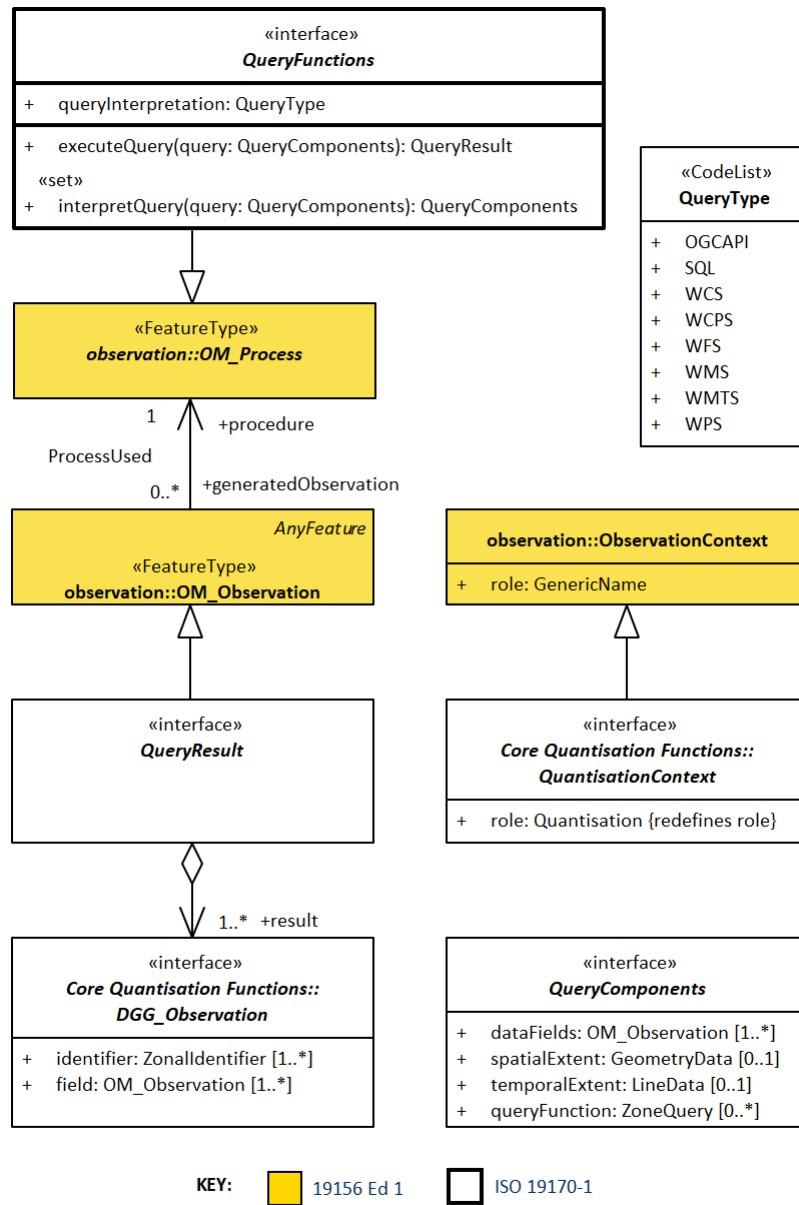 «interface»
QueryFunctions
+ queryInterpretation: QueryType
+ executeQuery(query: QueryComponents): QueryResult
«set»
+ interpretQuery(query: QueryComponents): QueryComponents
«CodeList»
QueryType
+ OGCAPI
+ SQL
+ WCS
+ WCPS
+ WFS
+ WMS
+ WMTS
+ WPS
«FeatureType»
observation::OM_Process
1 +procedure
ProcessUsed
0..* +generatedObservation
AnyFeature
«FeatureType»
observation::OM_Observation
observation::ObservationContext
+ role: GenericName
«interface»
QueryResult
«interface»
Core Quantisation Functions::
QuantisationContext
+ role: Quantisation {redefines role}
1..* +result
«interface»
Core Quantisation Functions::
DGG_Observation
+ identifier: ZonalIdentifier [1..*]
+ field: OM_Observation [1..*]
«interface»
QueryComponents
+ dataFields: OM_Observation [1..*]
+ spatialExtent: GeometryData [0..1]
+ temporalExtent: LineData [0..1]
+ queryFunction: ZoneQuery [0..*]
KEY: 19156 Ed 1 ISO 19170-1